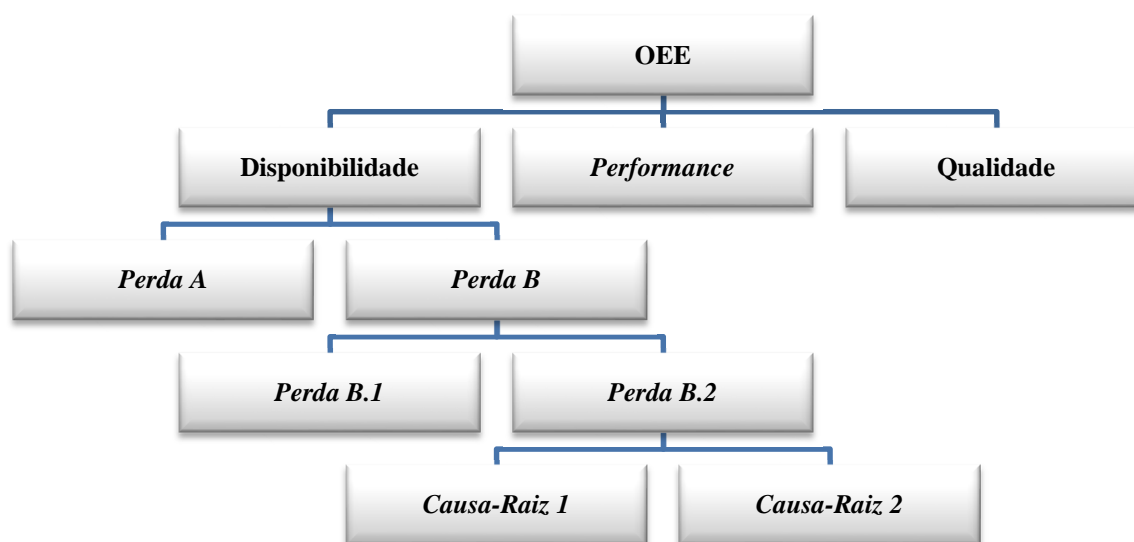 OEE
Disponibilidade
Performance
Qualidade
Perda A
Perda B
Perda B.1
Perda B.2
Causa-Raiz 1
Causa-Raiz 2